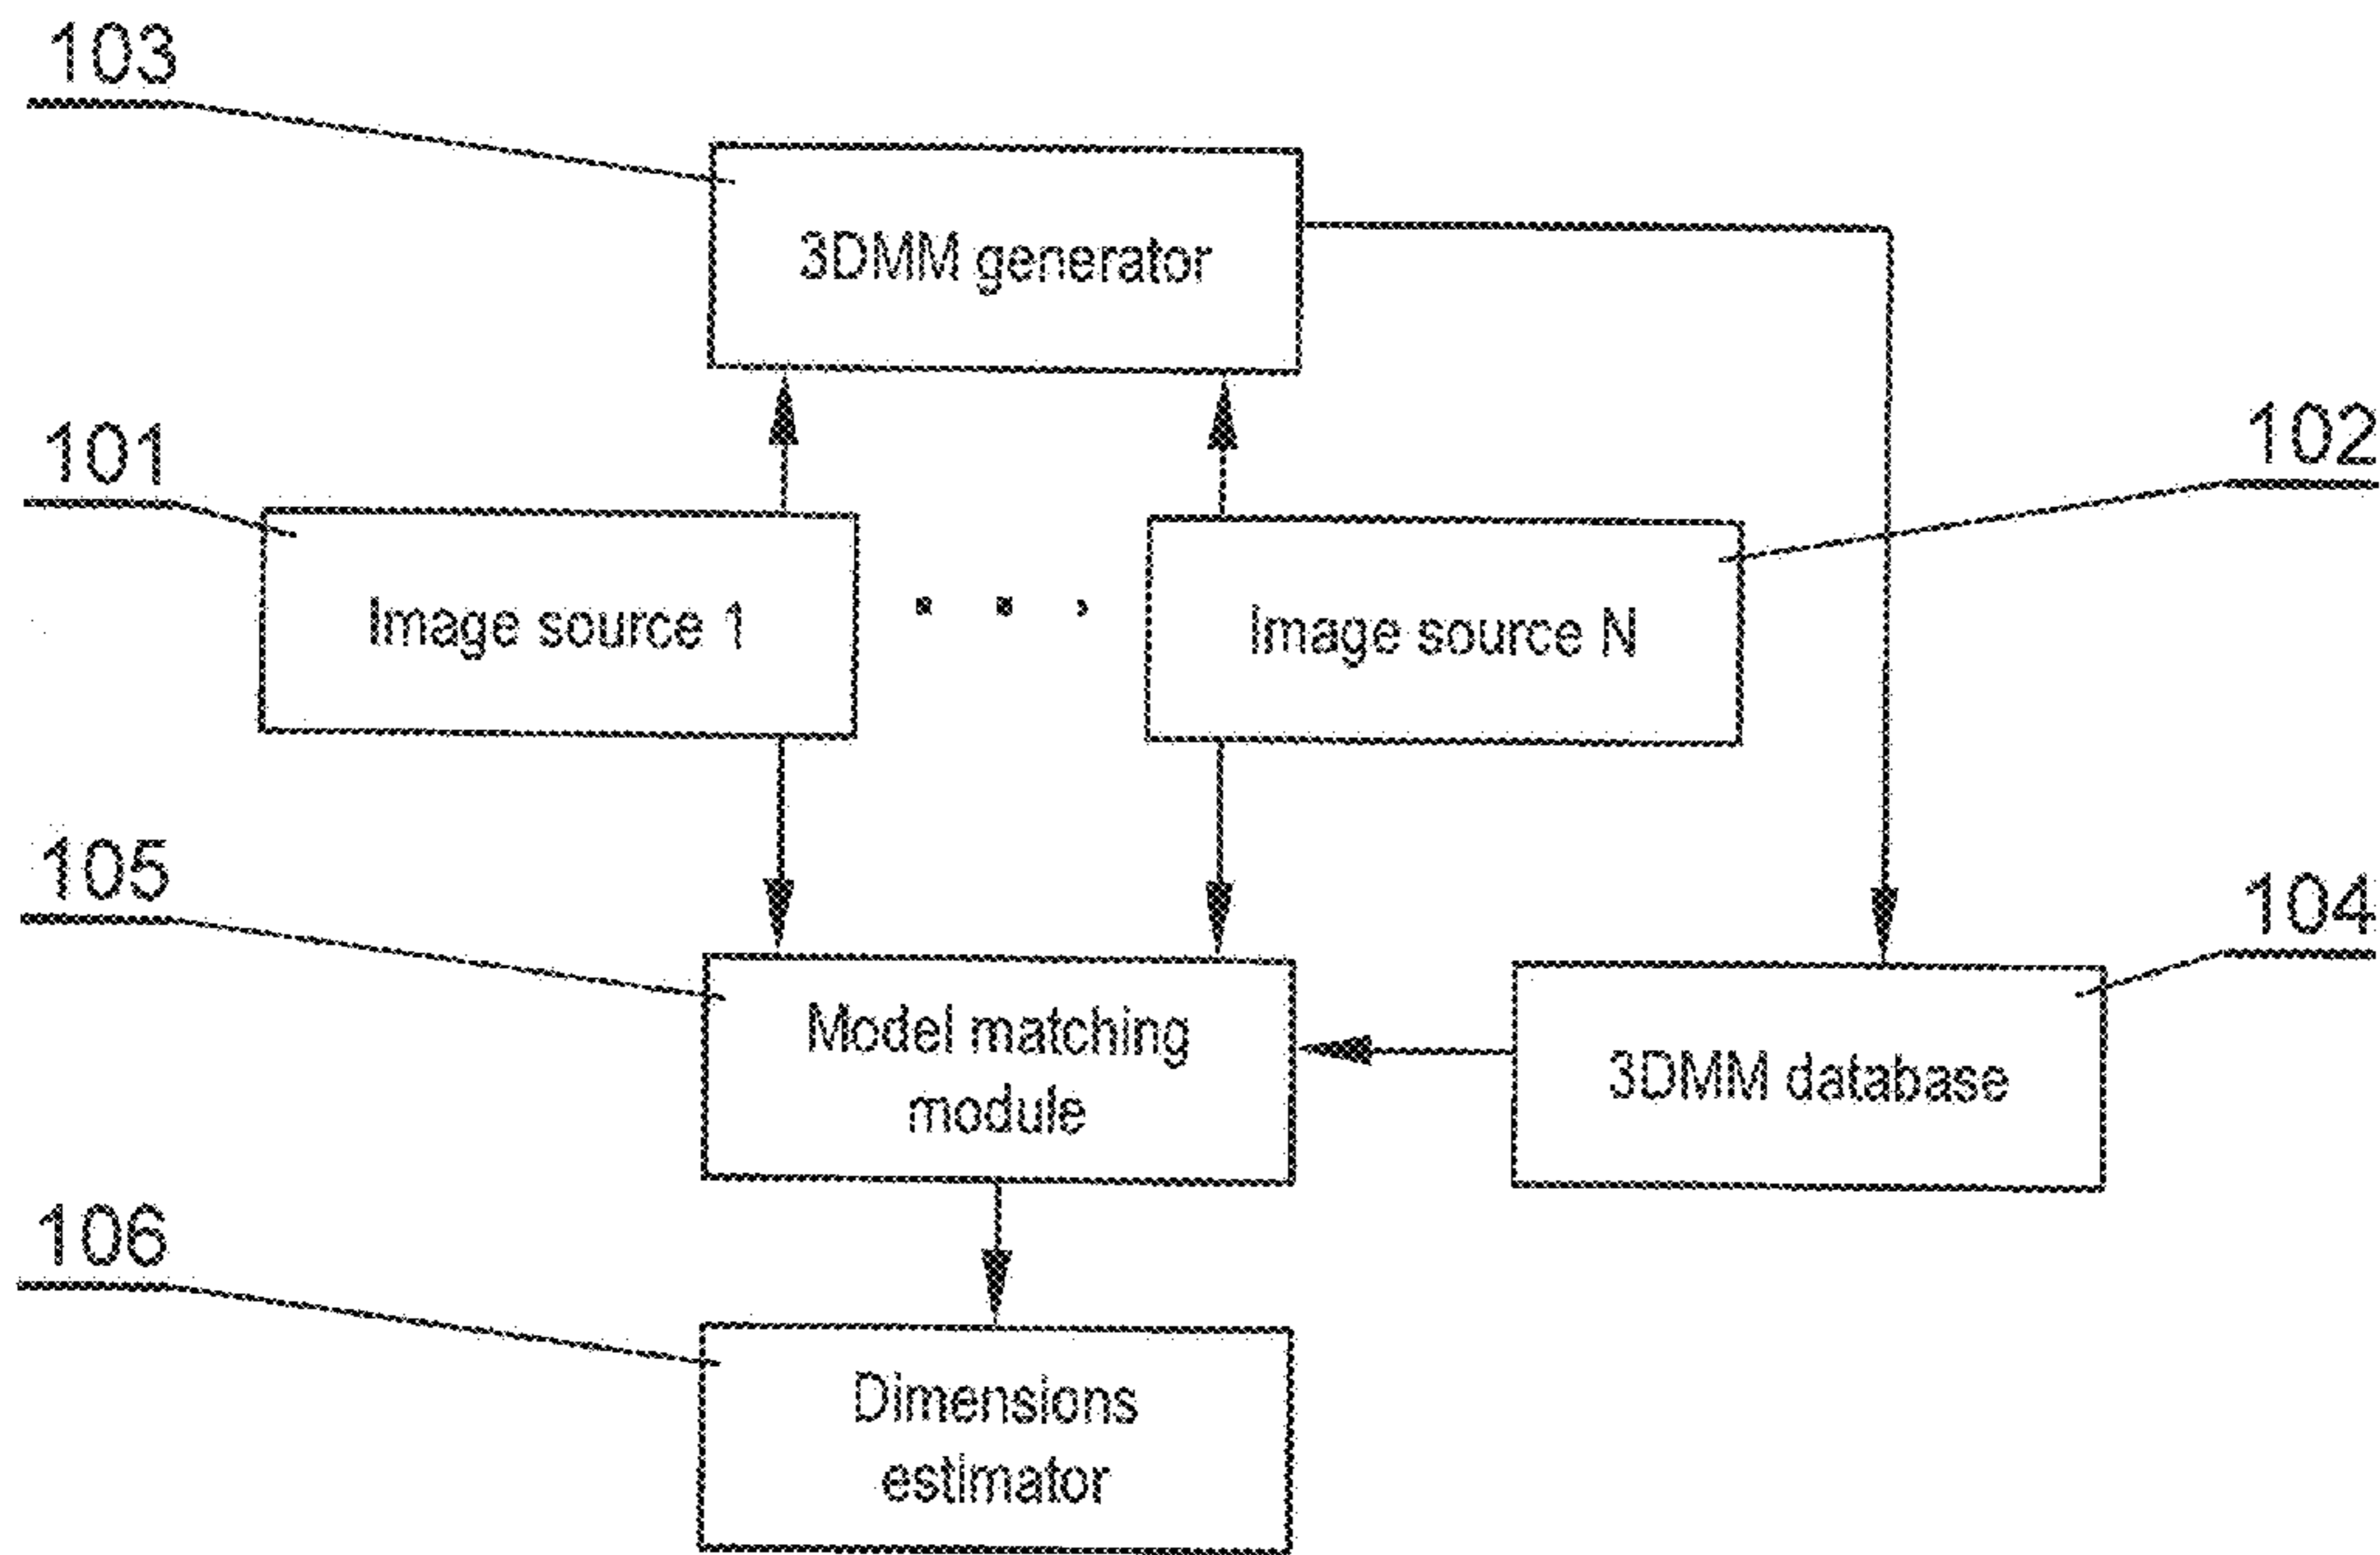 103
3DMM generator
101
102
Image source 1
. . .
Image source N
105
104
Model matching
module
3DMM database
106
Dimensions
estimator